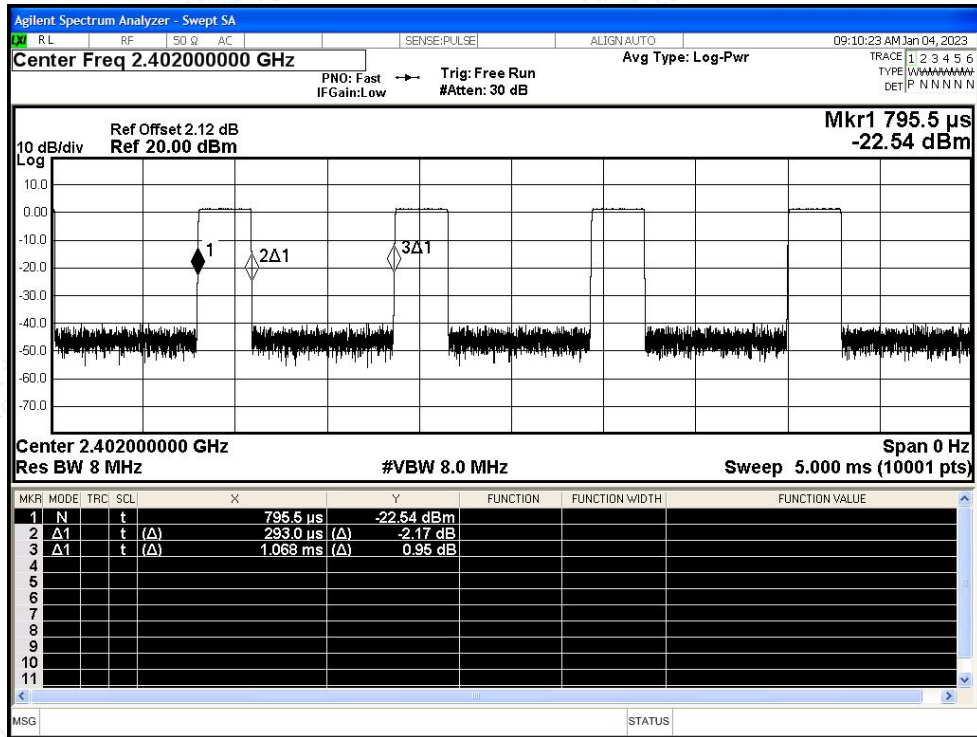 Agilent Spectrum Analyzer - Swept SA
LXI RL RF 50 Ω AC SENSE:PULSE ALIGN AUTO 09:10:23 AM Jan 04, 2023
Center Freq 2.402000000 GHz
PNO: Fast
IFGain:Low
Trig: Free Run
#Atten: 30 dB
Avg Type: Log-Pwr
TRACE 1 2 3 4 5 6
TYPE WWWWWW
DET P N N N N N
Mkr1 795.5 µs
-22.54 dBm
Ref Offset 2.12 dB
10 dB/div Ref 20.00 dBm
Log
10.0
0.00
-10.0
-20.0
-30.0
-40.0
-50.0
-60.0
-70.0
1
2Δ1
3Δ1
Center 2.402000000 GHz Span 0 Hz
Res BW 8 MHz #VBW 8.0 MHz Sweep 5.000 ms (10001 pts)
MKR MODE TRC SCL X Y FUNCTION FUNCTION WIDTH FUNCTION VALUE
1 N t 795.5 µs -22.54 dBm
2 Δ1 t (Δ) 293.0 µs (Δ) -2.17 dB
3 Δ1 t (Δ) 1.068 ms (Δ) 0.95 dB
4
5
6
7
8
9
10
11
MSG STATUS